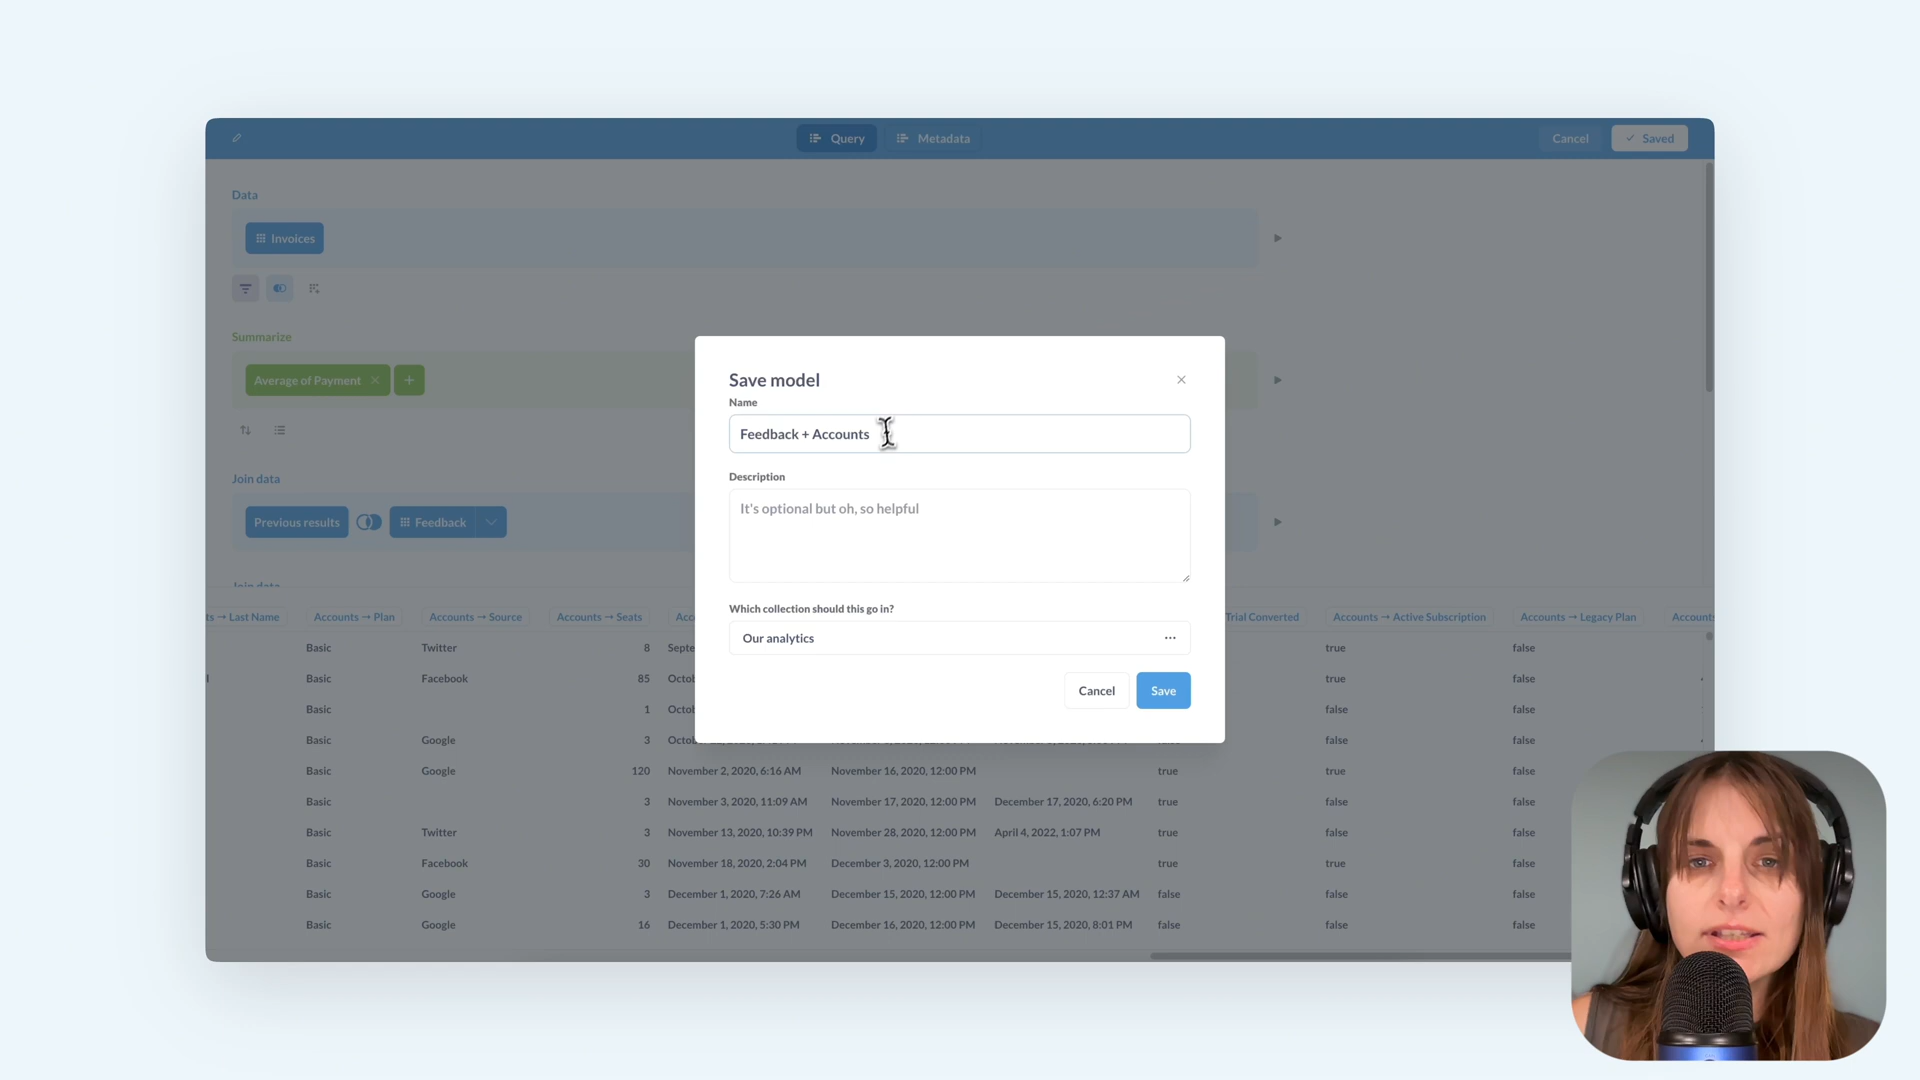 Query
Metadata
Cancel
Saved
Data
Invoices
Summarize
Average of Payment
Join data
Previous results
Feedback
Save model
Name
Feedback + Accounts
Description
It's optional but oh, so helpful
Which collection should this go in?
Our analytics
Cancel
Save
Join data
ts → Last Name Accounts → Plan Accounts → Source Accounts → Seats Acc Trial Converted Accounts → Active Subscription Accounts → Legacy Plan Accounts
Basic Twitter 8 Septe true false
Basic Facebook 85 Octob true false
Basic 1 Octob false false
Basic Google 3 Octob false false
Basic Google 120 November 2, 2020, 6:16 AM November 16, 2020, 12:00 PM true true false
Basic 3 November 3, 2020, 11:09 AM November 17, 2020, 12:00 PM December 17, 2020, 6:20 PM true false false
Basic Twitter 3 November 13, 2020, 10:39 PM November 28, 2020, 12:00 PM April 4, 2022, 1:07 PM true false false
Basic Facebook 30 November 18, 2020, 2:04 PM December 3, 2020, 12:00 PM true true false
Basic Google 3 December 1, 2020, 7:26 AM December 15, 2020, 12:00 PM December 15, 2020, 12:37 AM false false false
Basic Google 16 December 1, 2020, 5:30 PM December 16, 2020, 12:00 PM December 15, 2020, 8:01 PM false false false